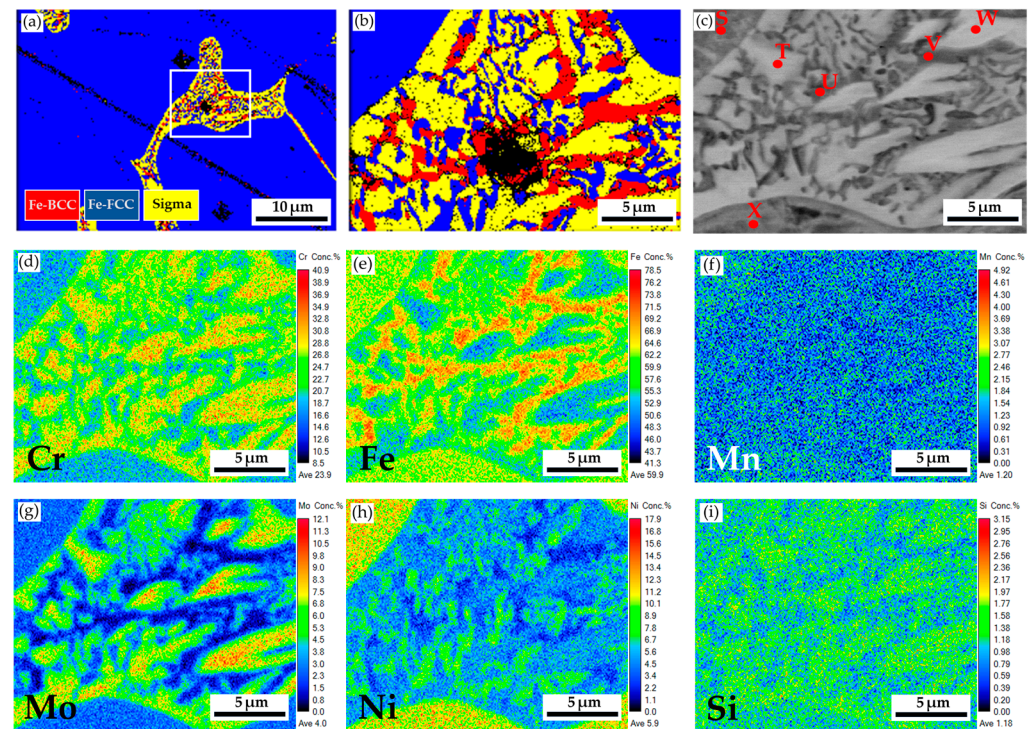 (a)
Fe-BCC Fe-FCC Sigma
10 µm
(b)
5 µm
(c)
S
T
U
V
W
X
5 µm
(d)
Cr
5 µm
Cr Conc.%
40.9
38.9
36.9
34.9
32.8
30.8
28.8
26.8
24.7
22.7
20.7
18.7
16.6
14.6
12.6
10.6
8.5
Ave 23.9
(e)
Fe
5 µm
Fe Conc.%
78.5
76.2
73.8
71.5
69.2
66.9
64.6
62.2
59.9
57.6
55.3
52.9
50.6
48.3
46.0
43.7
41.3
Ave 59.9
(f)
Mn
5 µm
Mn Conc.%
4.92
4.61
4.30
4.00
3.69
3.38
3.07
2.77
2.46
2.15
1.84
1.54
1.23
0.92
0.61
0.31
0.00
Ave 1.20
(g)
Mo
5 µm
Mo Conc.%
12.1
11.3
10.5
9.8
9.0
8.3
7.5
6.8
6.0
5.3
4.5
3.8
3.0
2.3
1.5
0.8
0.0
Ave 4.0
(h)
Ni
5 µm
Ni Conc.%
17.9
16.8
15.7
14.5
13.4
12.3
11.2
10.1
8.9
7.8
6.7
5.6
4.5
3.4
2.2
1.1
0.0
Ave 5.9
(i)
Si
5 µm
Si Conc.%
3.15
2.95
2.76
2.56
2.36
2.17
1.97
1.77
1.58
1.38
1.18
0.98
0.79
0.59
0.39
0.20
0.00
Ave 1.18